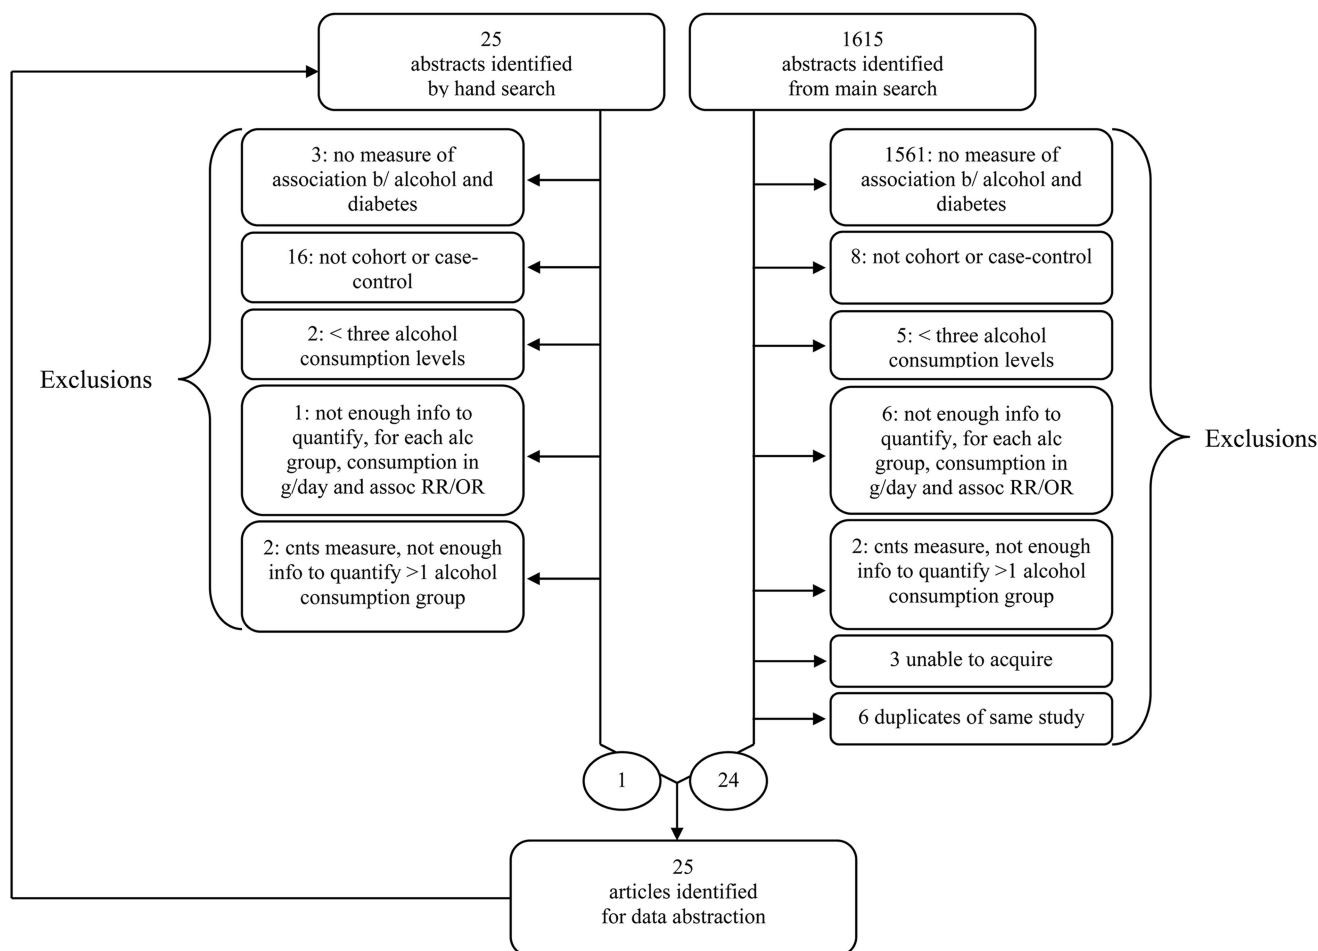 25
abstracts identified
by hand search
1615
abstracts identified
from main search
3: no measure of
association b/ alcohol and
diabetes
16: not cohort or case-
control
2: < three alcohol
consumption levels
1: not enough info to
quantify, for each alc
group, consumption in
g/day and assoc RR/OR
2: cnts measure, not enough
info to quantify >1 alcohol
consumption group
Exclusions
1561: no measure of
association b/ alcohol and
diabetes
8: not cohort or case-control
5: < three alcohol
consumption levels
6: not enough info to
quantify, for each alc
group, consumption in
g/day and assoc RR/OR
2: cnts measure, not enough
info to quantify >1 alcohol
consumption group
3 unable to acquire
6 duplicates of same study
Exclusions
1
24
25
articles identified
for data abstraction